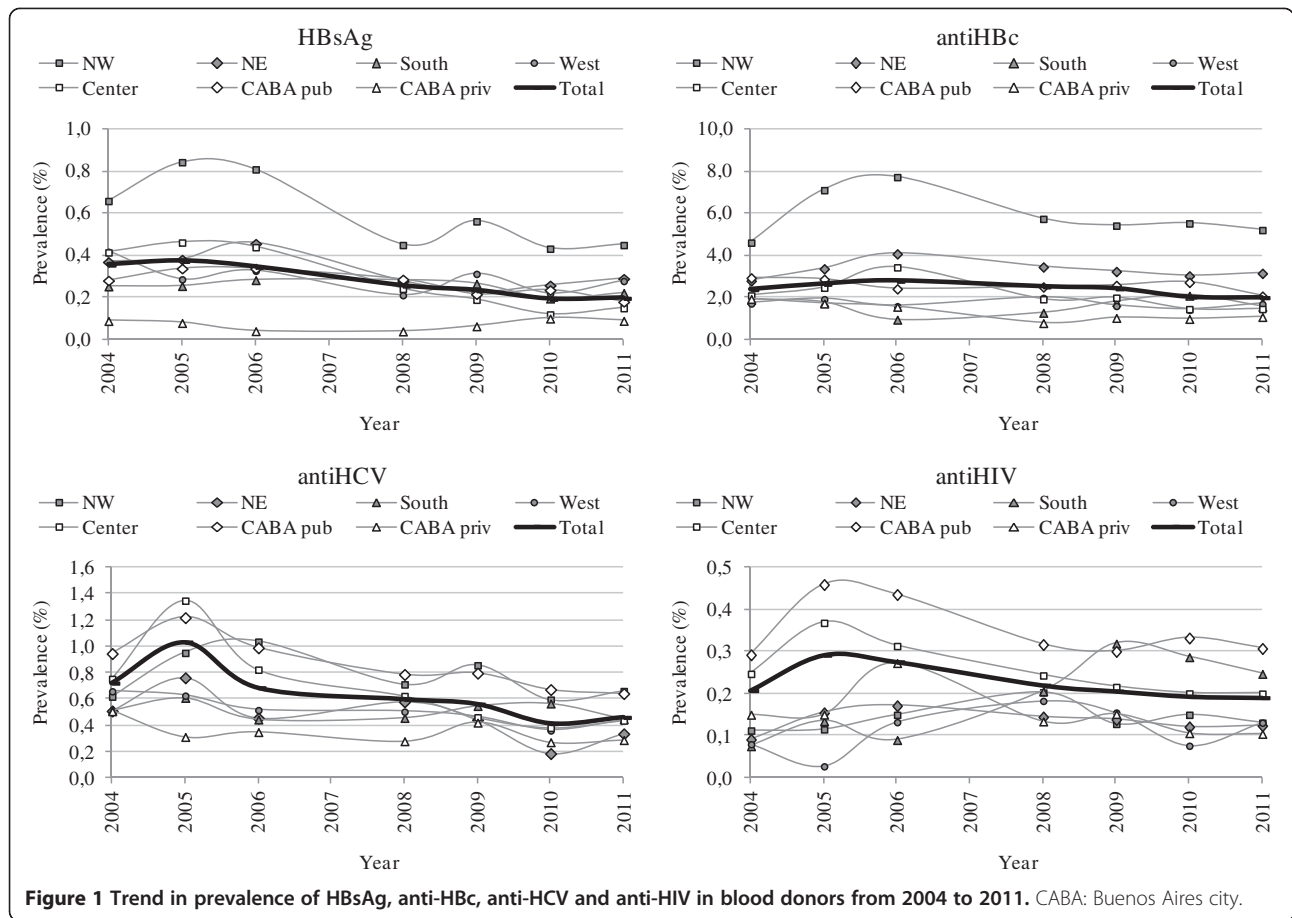 HBsAg
NW NE South West
Center CABA pub CABA priv Total
1,0
0,8
0,6
0,4
0,2
0,0
Prevalence (%)
2004 2005 2006 2007 2008 2009 2010 2011
Year
antiHBc
NW NE South West
Center CABA pub CABA priv Total
10,0
8,0
6,0
4,0
2,0
0,0
Prevalence (%)
2004 2005 2006 2007 2008 2009 2010 2011
Year
antiHCV
NW NE South West
Center CABA pub CABA priv Total
1,6
1,4
1,2
1,0
0,8
0,6
0,4
0,2
0,0
Prevalence (%)
2004 2005 2006 2007 2008 2009 2010 2011
Year
antiHIV
NW NE South West
Center CABA pub CABA priv Total
0,5
0,4
0,3
0,2
0,1
0,0
Prevalence (%)
2004 2005 2006 2007 2008 2009 2010 2011
Year
Figure 1 Trend in prevalence of HBsAg, anti-HBc, anti-HCV and anti-HIV in blood donors from 2004 to 2011. CABA: Buenos Aires city.